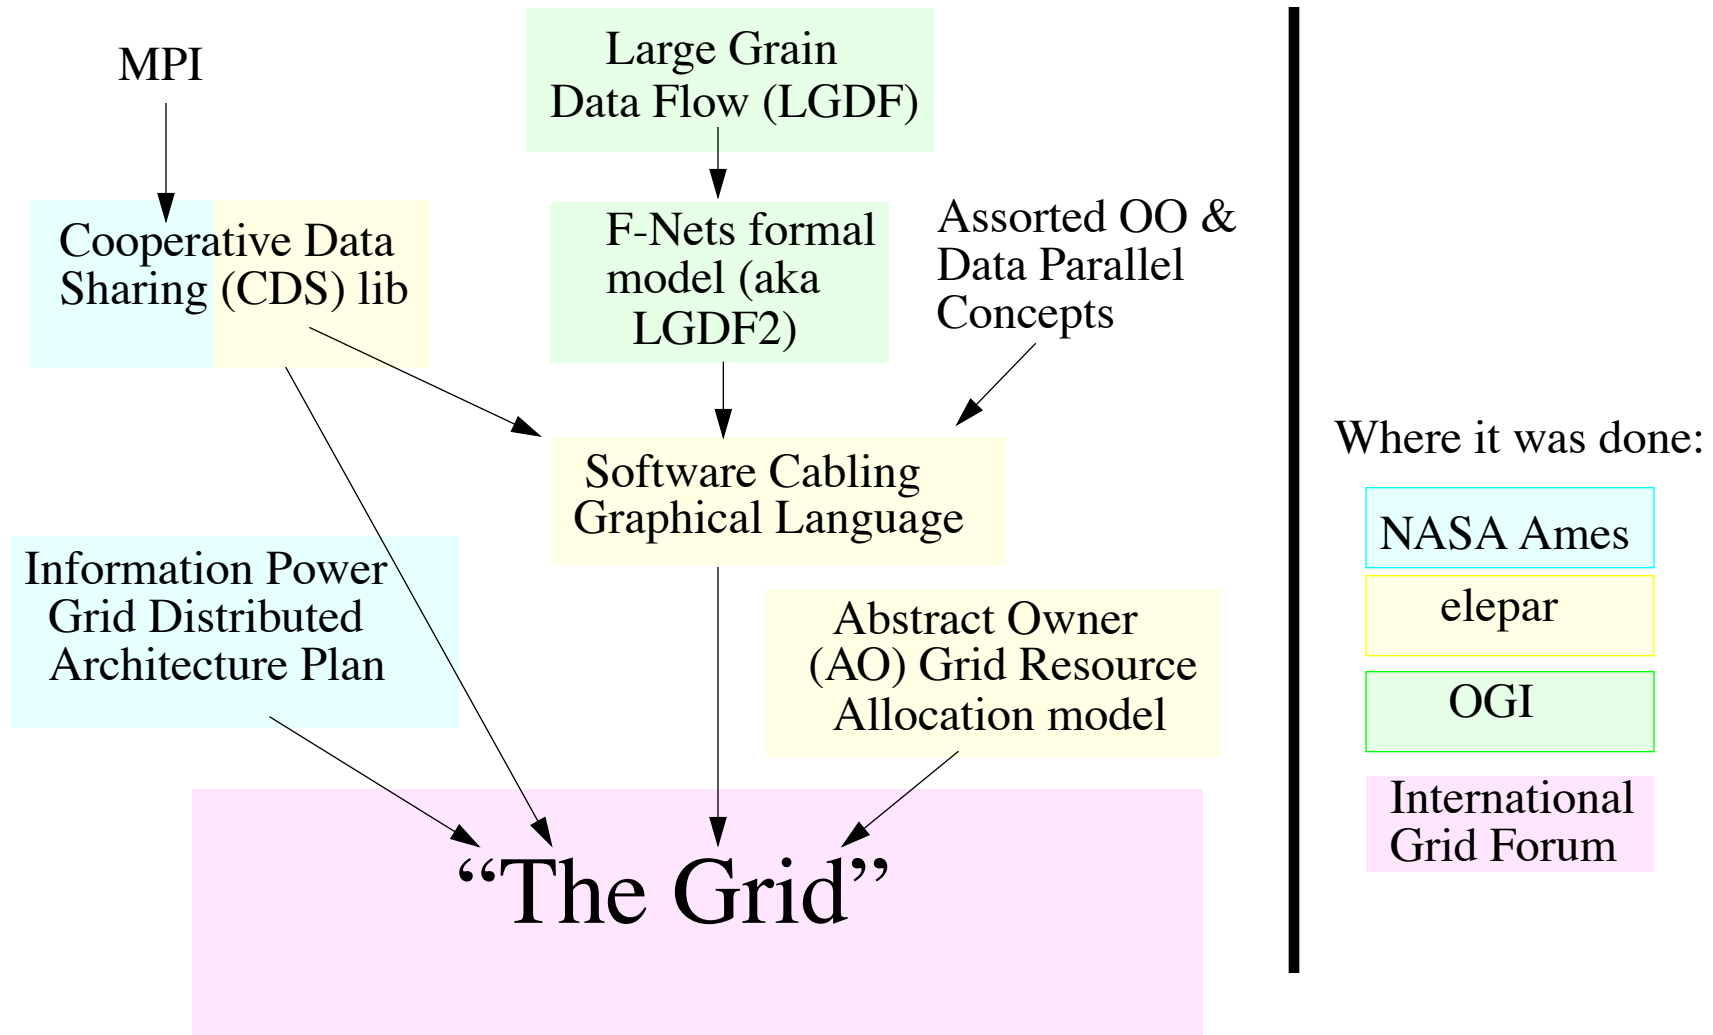 MPI
Large Grain
Data Flow (LGDF)
Cooperative Data
Sharing (CDS) lib
F-Nets formal
model (aka
LGDF2)
Assorted OO &
Data Parallel
Concepts
Software Cabling
Graphical Language
Information Power
Grid Distributed
Architecture Plan
Abstract Owner
(AO) Grid Resource
Allocation model
“The Grid”
Where it was done:
NASA Ames
elepar
OGI
International
Grid Forum